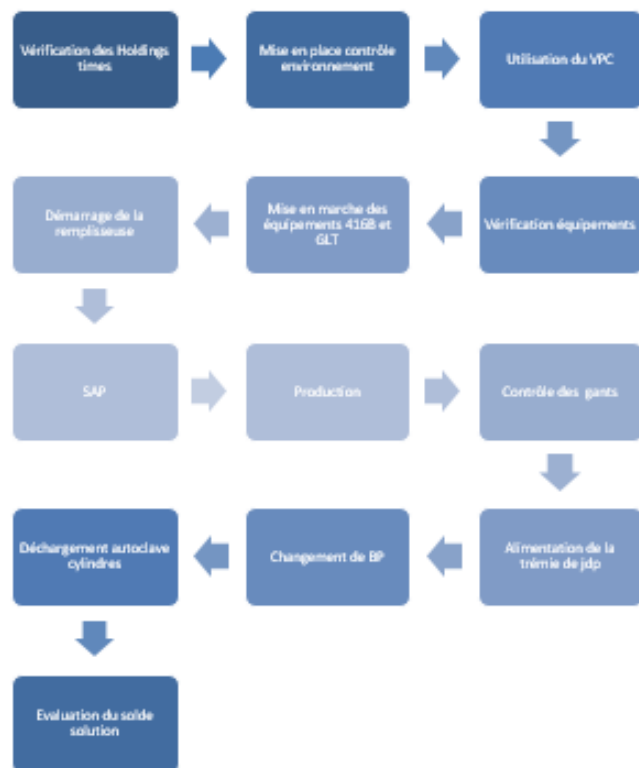 Vérification des Holdings
times
Mise en place contrôle
environnement
Utilisation du VPC
Vérification équipements
Mise en marche des
équipements 416B et
GLT
Démarrage de la
remplisseuse
SAP
Production
Contrôle des gants
Alimentation de la
trémie de jdp
Changement de BP
Déchargement autoclave
cylindres
Evaluation du solde
solution